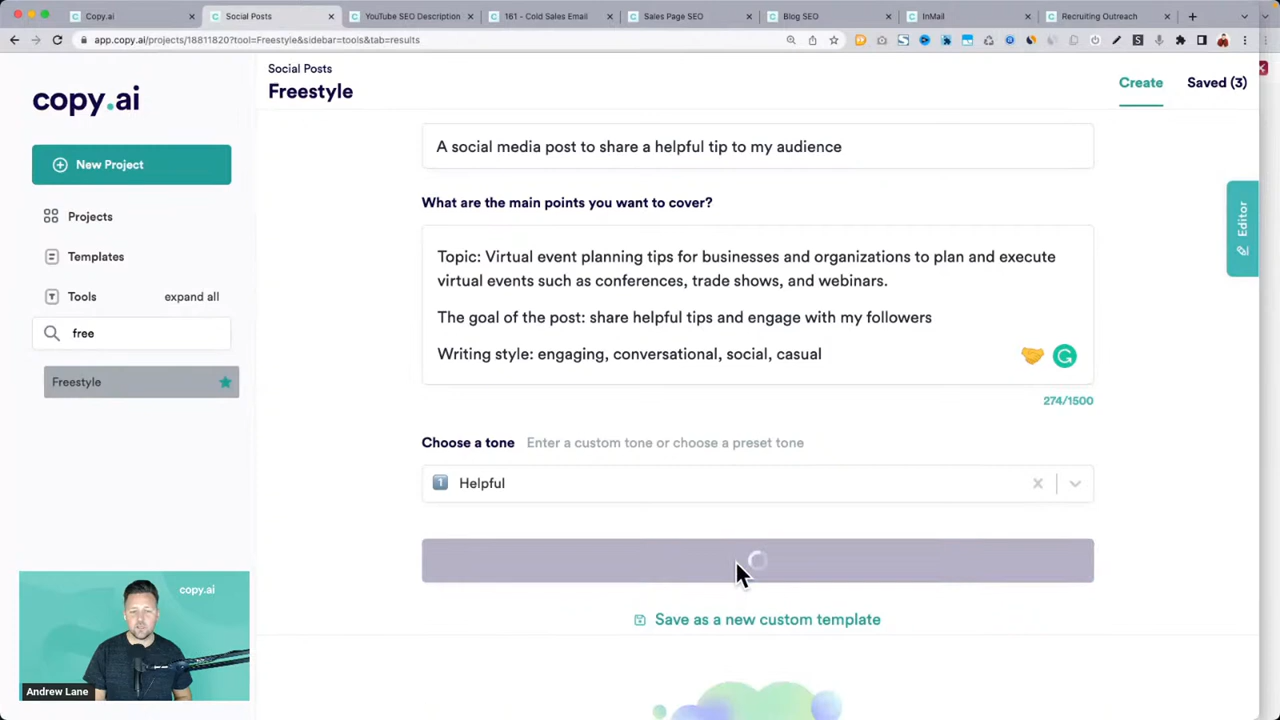 Copy.ai
Social Posts
YouTube SEO Description
161 - Cold Sales Email
Sales Page SEO
Blog SEO
InMail
Recruiting Outreach
app.copy.ai/projects/18811820?tool=Freestyle&sidebar=tools&tab=results
copy.ai
Social Posts
Freestyle
Create
Saved (3)
New Project
Projects
Templates
Tools
expand all
free
Freestyle
A social media post to share a helpful tip to my audience
What are the main points you want to cover?
Topic: Virtual event planning tips for businesses and organizations to plan and execute
virtual events such as conferences, trade shows, and webinars.
The goal of the post: share helpful tips and engage with my followers
Writing style: engaging, conversational, social, casual
274/1500
Choose a tone Enter a custom tone or choose a preset tone
1 Helpful
Save as a new custom template
Editor
copy.ai
Andrew Lane